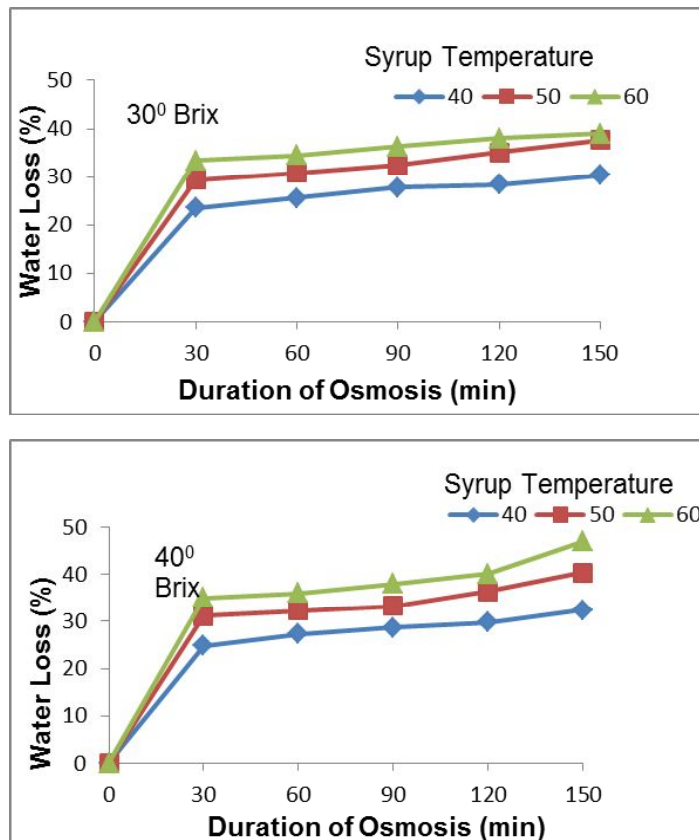 Syrup Temperature
40 50 60
30⁰ Brix
50
40
30
20
10
0
Water Loss (%)
0 30 60 90 120 150
Duration of Osmosis (min)
Syrup Temperature
40 50 60
40⁰
Brix
50
40
30
20
10
0
Water Loss (%)
0 30 60 90 120 150
Duration of Osmosis (min)